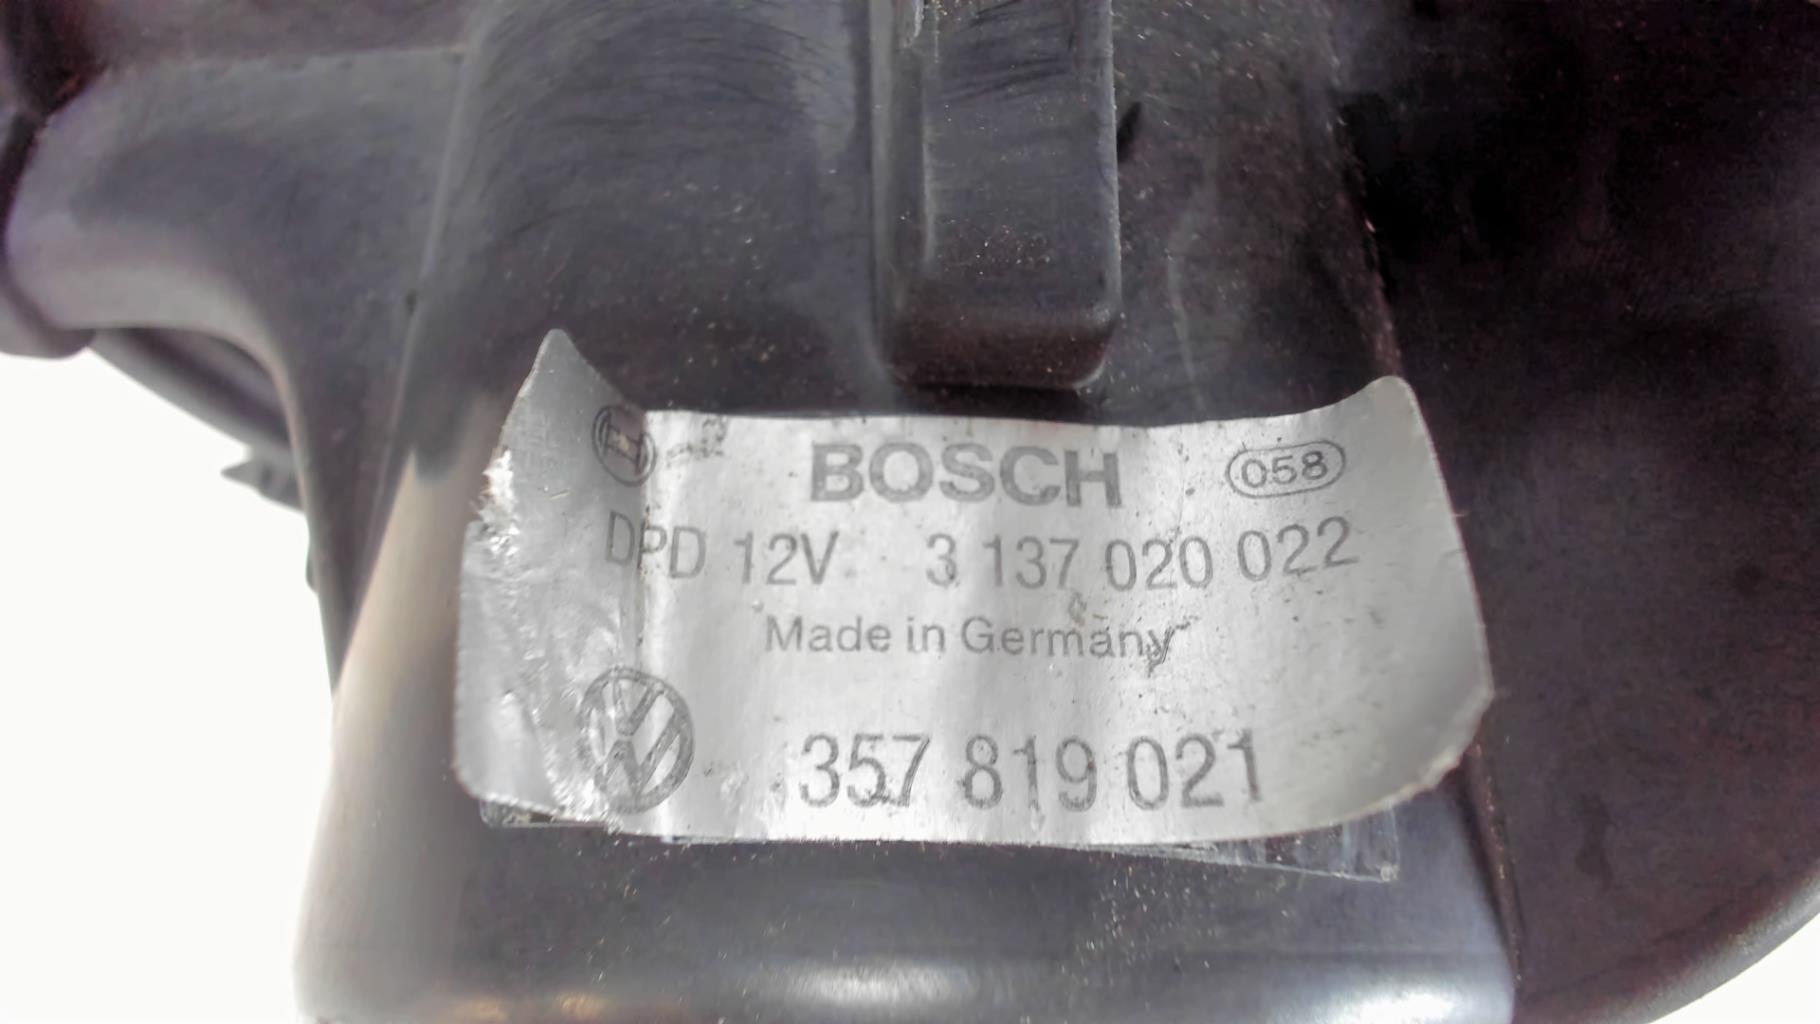 BOSCH 058
DPD 12V 3 137 020 022
Made in Germany
357 819 021